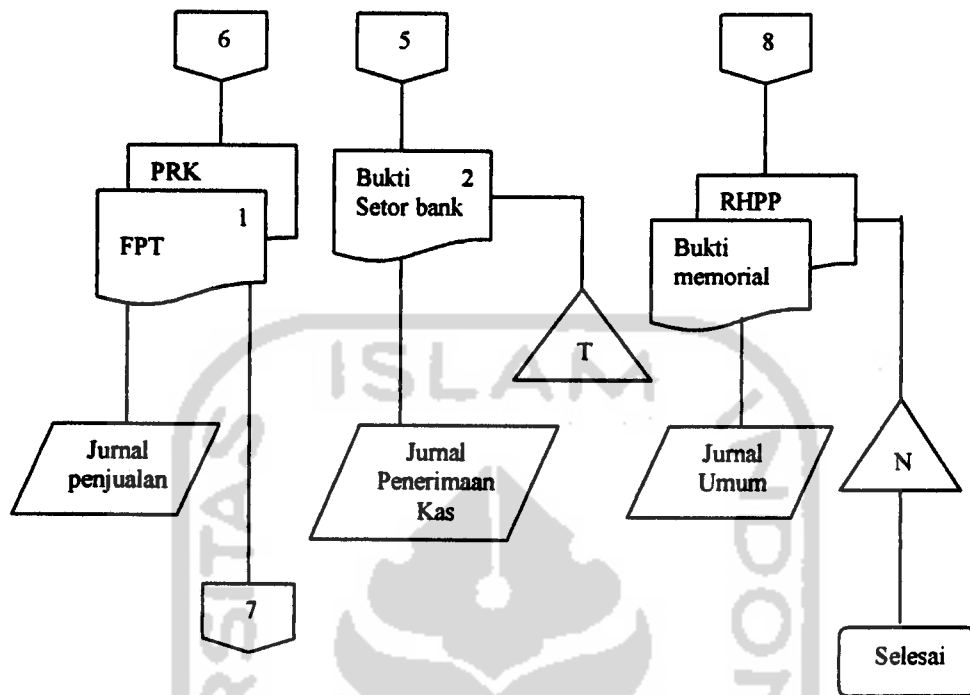 6
5
8
PRK
1
FPT
Bukti 2
Setor bank
RHPP
Bukti
memorial
T
N
Jurnal
penjualan
Jurnal
Penerimaan
Kas
Jurnal
Umum
7
Selesai
ISLAM